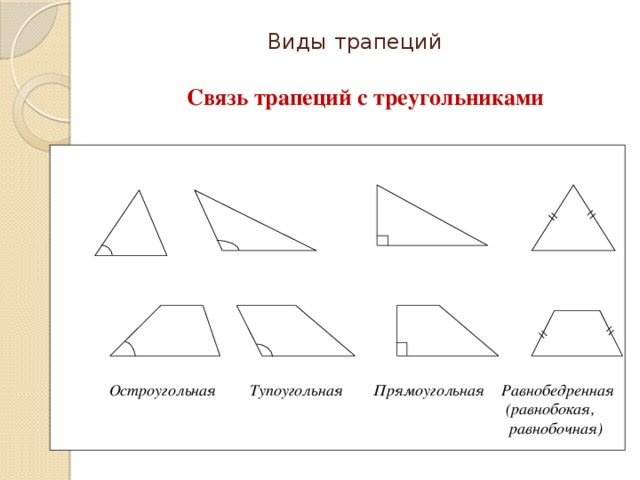 Виды трапеций
Связь трапеций с треугольниками
Остроугольная Тупоугольная Прямоугольная Равнобедренная
(равнобокая,
равнобочная)